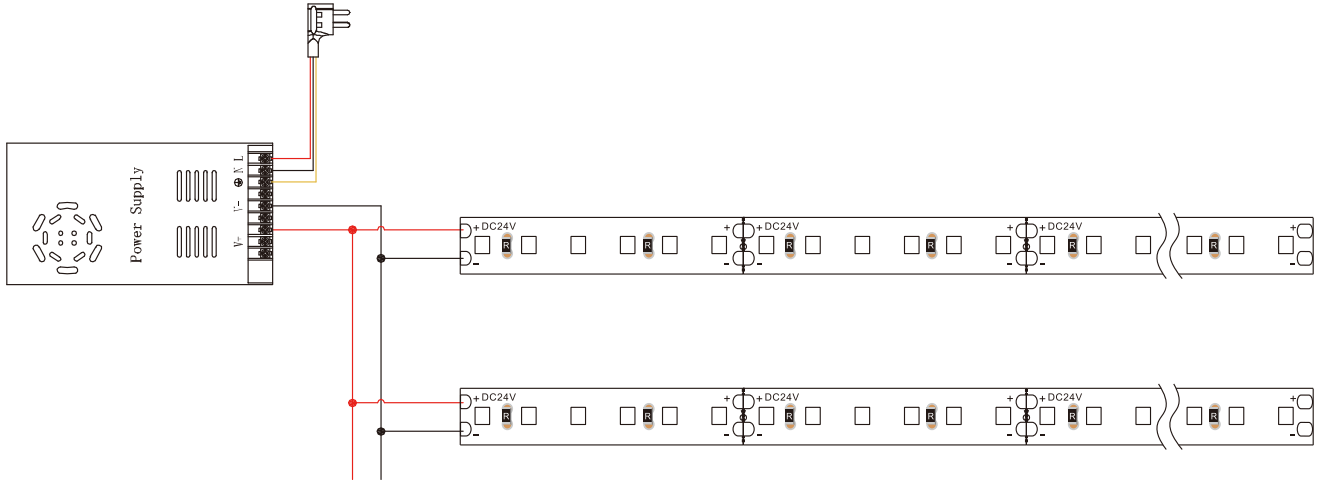 Power Supply
L
N
V-
V-
+ DC24V
-
R
R
+
-
+ DC24V
-
R
R
+
-
+ DC24V
-
R
R
+
-
+ DC24V
-
R
R
+
-
+ DC24V
-
R
R
+
-
+ DC24V
-
R
R
+
-